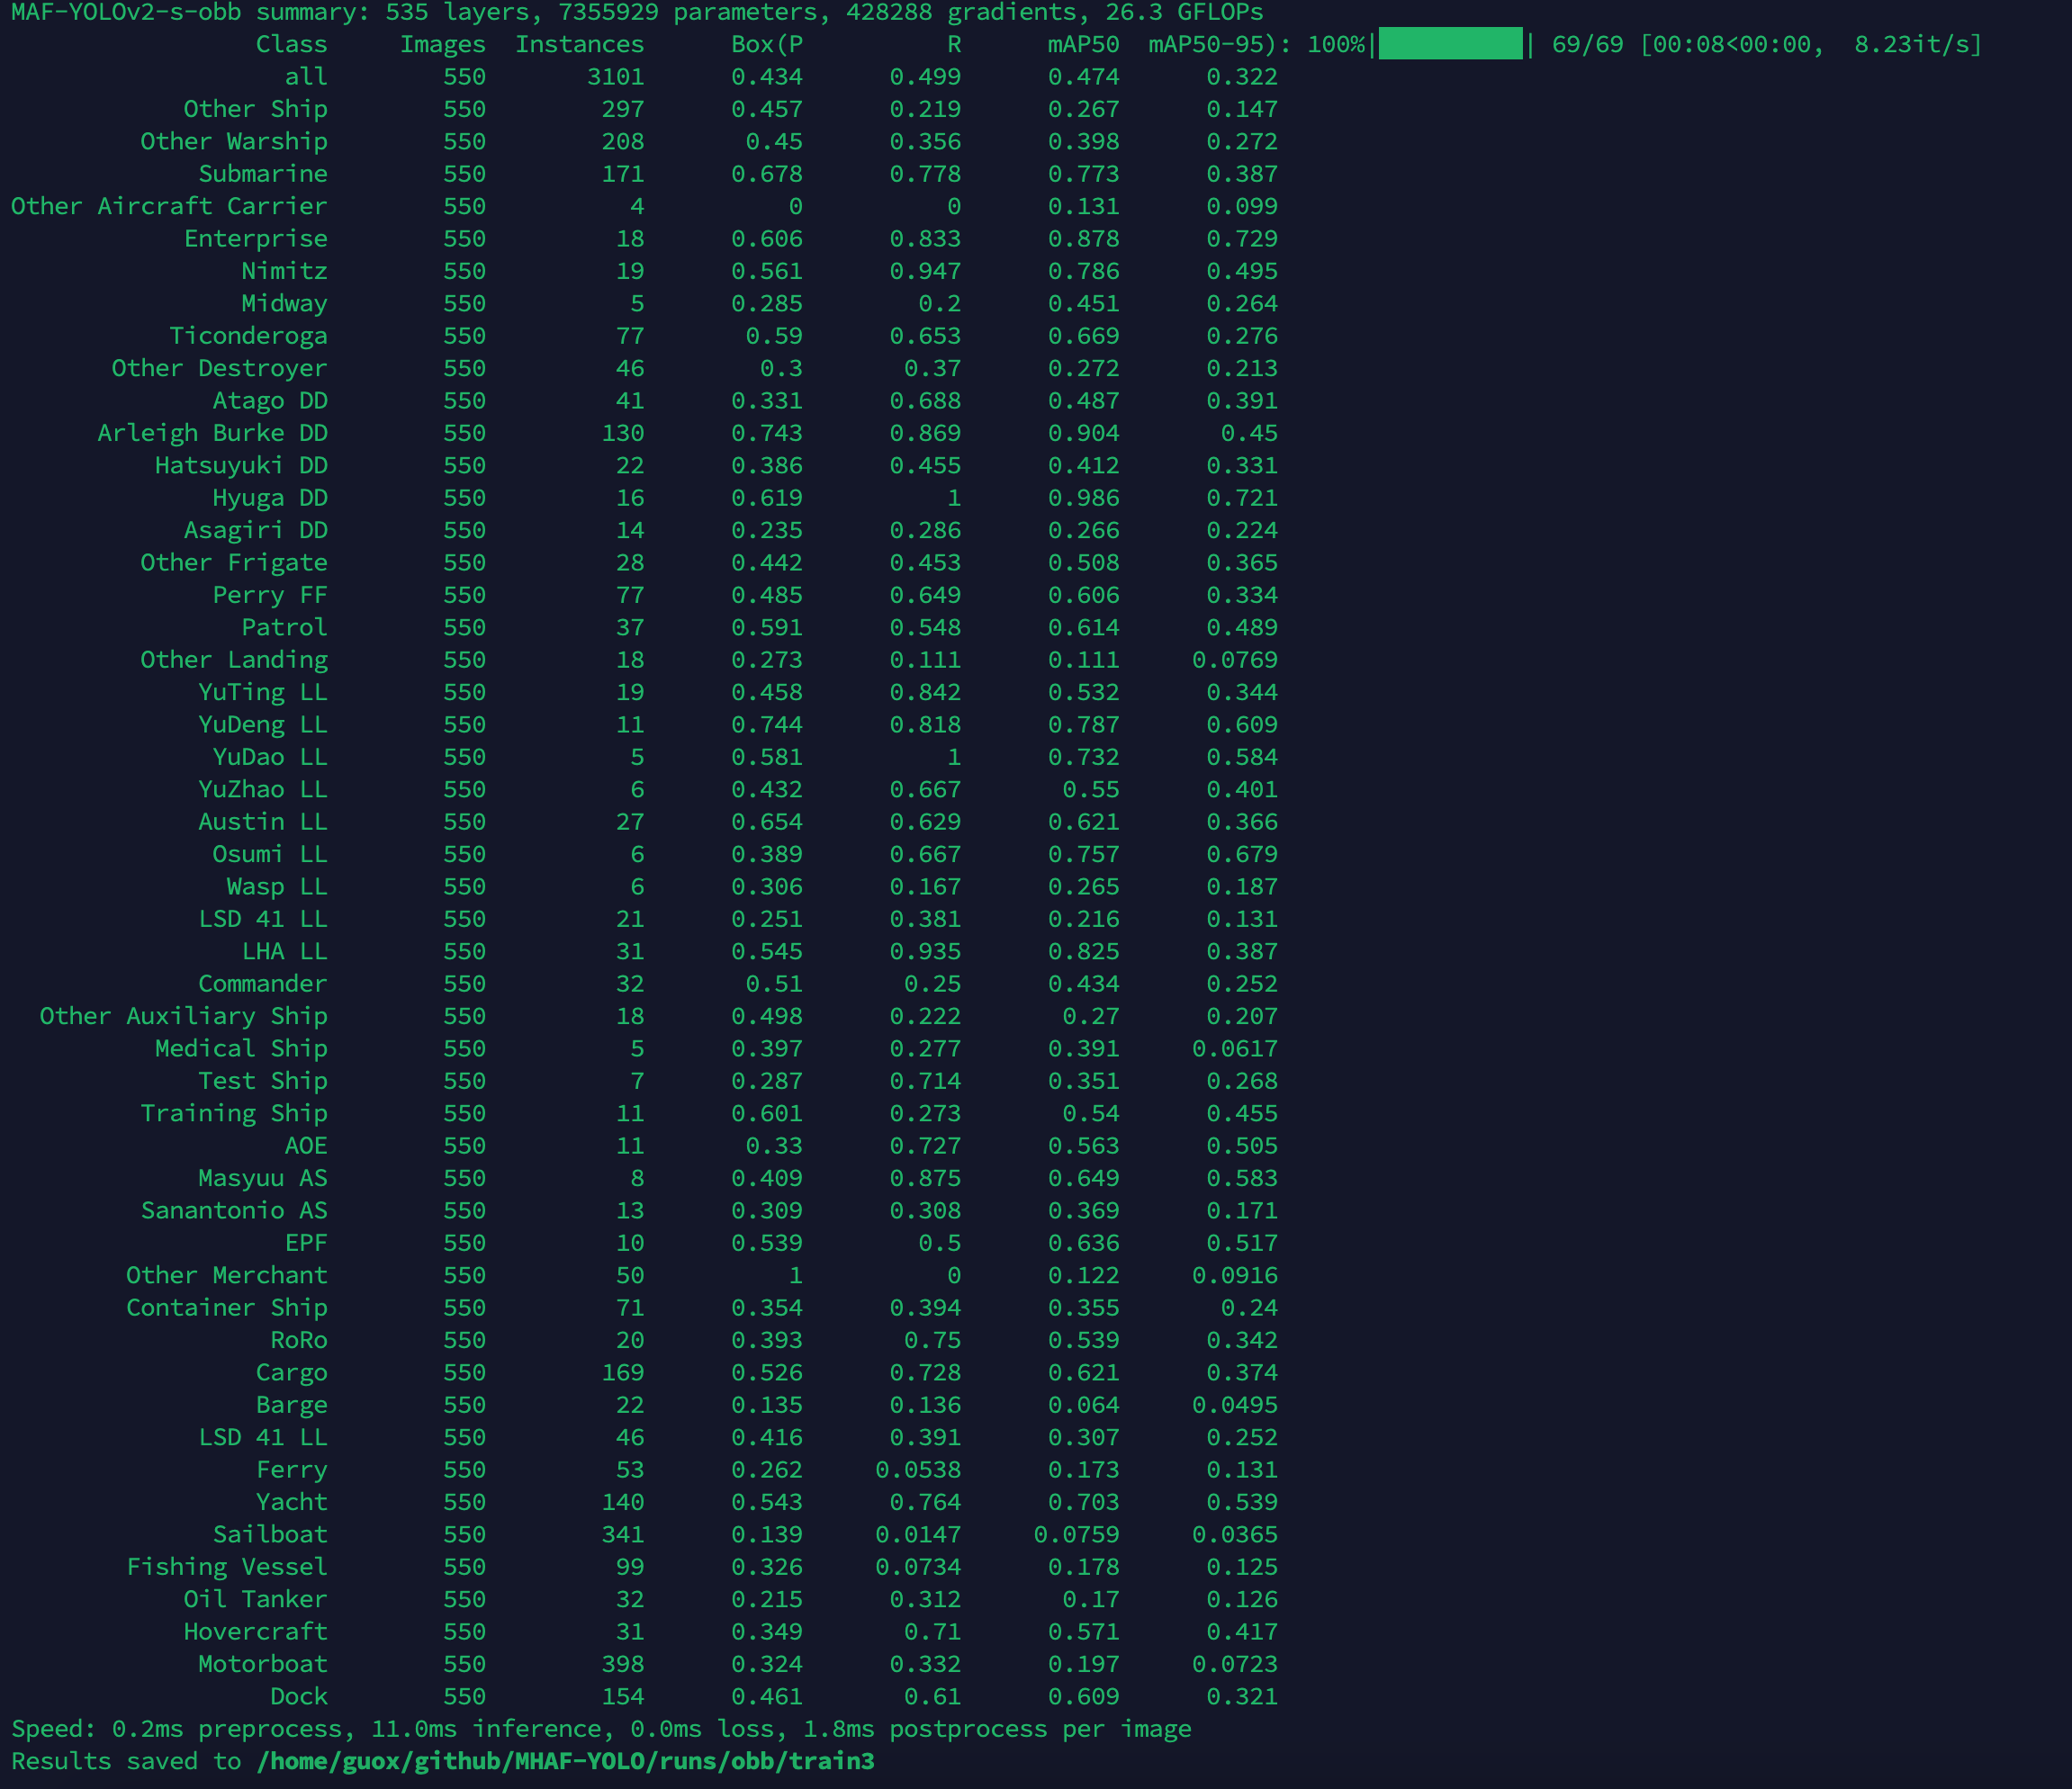 MAF-YOLOv2-s-obb summary: 535 layers, 7355929 parameters, 428288 gradients, 26.3 GFLOPs
Class Images Instances Box(P R mAP50 mAP50-95): 100%|██████████| 69/69 [00:08<00:00, 8.23it/s]
all 550 3101 0.434 0.499 0.474 0.322
Other Ship 550 297 0.457 0.219 0.267 0.147
Other Warship 550 208 0.45 0.356 0.398 0.272
Submarine 550 171 0.678 0.778 0.773 0.387
Other Aircraft Carrier 550 4 0 0 0.131 0.099
Enterprise 550 18 0.606 0.833 0.878 0.729
Nimitz 550 19 0.561 0.947 0.786 0.495
Midway 550 5 0.285 0.2 0.451 0.264
Ticonderoga 550 77 0.59 0.653 0.669 0.276
Other Destroyer 550 46 0.3 0.37 0.272 0.213
Atago DD 550 41 0.331 0.688 0.487 0.391
Arleigh Burke DD 550 130 0.743 0.869 0.904 0.45
Hatsuyuki DD 550 22 0.386 0.455 0.412 0.331
Hyuga DD 550 16 0.619 1 0.986 0.721
Asagiri DD 550 14 0.235 0.286 0.266 0.224
Other Frigate 550 28 0.442 0.453 0.508 0.365
Perry FF 550 77 0.485 0.649 0.606 0.334
Patrol 550 37 0.591 0.548 0.614 0.489
Other Landing 550 18 0.273 0.111 0.111 0.0769
YuTing LL 550 19 0.458 0.842 0.532 0.344
YuDeng LL 550 11 0.744 0.818 0.787 0.609
YuDao LL 550 5 0.581 1 0.732 0.584
YuZhao LL 550 6 0.432 0.667 0.55 0.401
Austin LL 550 27 0.654 0.629 0.621 0.366
Osumi LL 550 6 0.389 0.667 0.757 0.679
Wasp LL 550 6 0.306 0.167 0.265 0.187
LSD 41 LL 550 21 0.251 0.381 0.216 0.131
LHA LL 550 31 0.545 0.935 0.825 0.387
Commander 550 32 0.51 0.25 0.434 0.252
Other Auxiliary Ship 550 18 0.498 0.222 0.27 0.207
Medical Ship 550 5 0.397 0.277 0.391 0.0617
Test Ship 550 7 0.287 0.714 0.351 0.268
Training Ship 550 11 0.601 0.273 0.54 0.455
AOE 550 11 0.33 0.727 0.563 0.505
Masyuu AS 550 8 0.409 0.875 0.649 0.583
Sanantonio AS 550 13 0.309 0.308 0.369 0.171
EPF 550 10 0.539 0.5 0.636 0.517
Other Merchant 550 50 1 0 0.122 0.0916
Container Ship 550 71 0.354 0.394 0.355 0.24
RoRo 550 20 0.393 0.75 0.539 0.342
Cargo 550 169 0.526 0.728 0.621 0.374
Barge 550 22 0.135 0.136 0.064 0.0495
LSD 41 LL 550 46 0.416 0.391 0.307 0.252
Ferry 550 53 0.262 0.0538 0.173 0.131
Yacht 550 140 0.543 0.764 0.703 0.539
Sailboat 550 341 0.139 0.0147 0.0759 0.0365
Fishing Vessel 550 99 0.326 0.0734 0.178 0.125
Oil Tanker 550 32 0.215 0.312 0.17 0.126
Hovercraft 550 31 0.349 0.71 0.571 0.417
Motorboat 550 398 0.324 0.332 0.197 0.0723
Dock 550 154 0.461 0.61 0.609 0.321
Speed: 0.2ms preprocess, 11.0ms inference, 0.0ms loss, 1.8ms postprocess per image
Results saved to /home/guox/github/MHAF-YOLO/runs/obb/train3